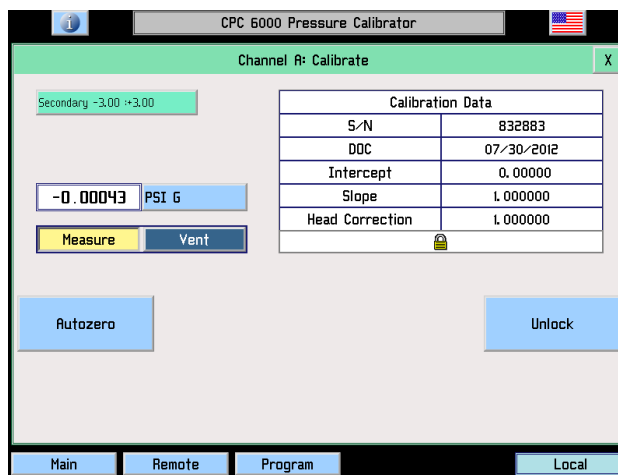 CPC 6000 Pressure Calibrator
Channel A: Calibrate
X
Secondary -3.00 :+3.00
Calibration Data
S/N 832883
DOC 07/30/2012
Intercept 0.00000
Slope 1.000000
Head Correction 1.000000
-0.00043 PSI G
Measure Vent
Autozero
Unlock
Main Remote Program Local